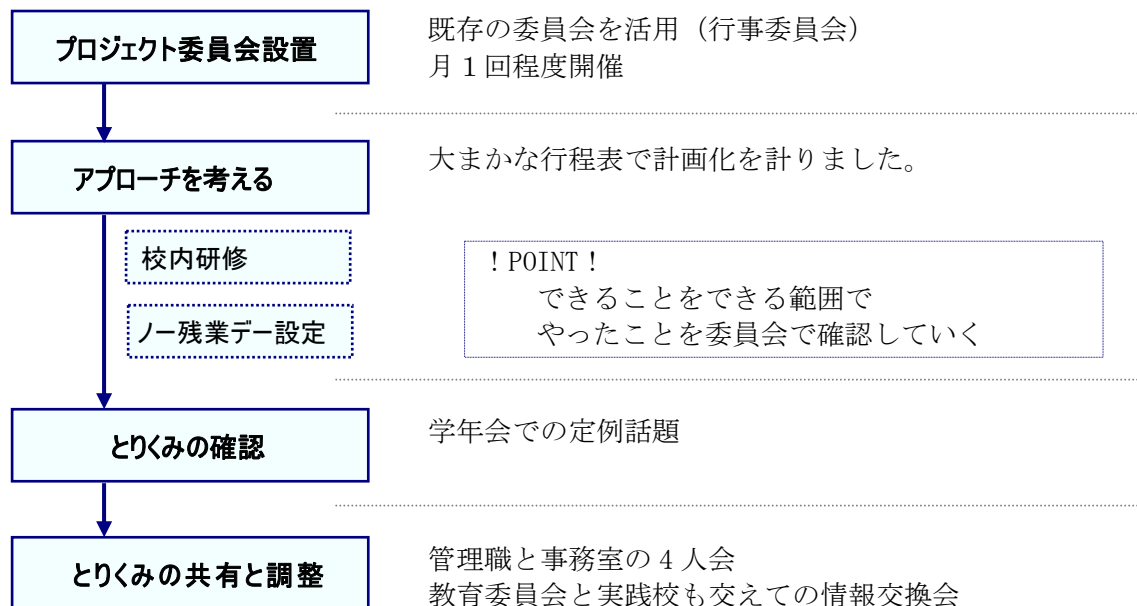 プロジェクト委員会設置
既存の委員会を活用（行事委員会）
月１回程度開催
アプローチを考える
大まかな行程表で計画化を計りました。
校内研修
ノー残業デー設定
！POINT！
できることをできる範囲で
やったことを委員会で確認していく
とりくみの確認
学年会での定例話題
とりくみの共有と調整
管理職と事務室の４人会
教育委員会と実践校も交えての情報交換会